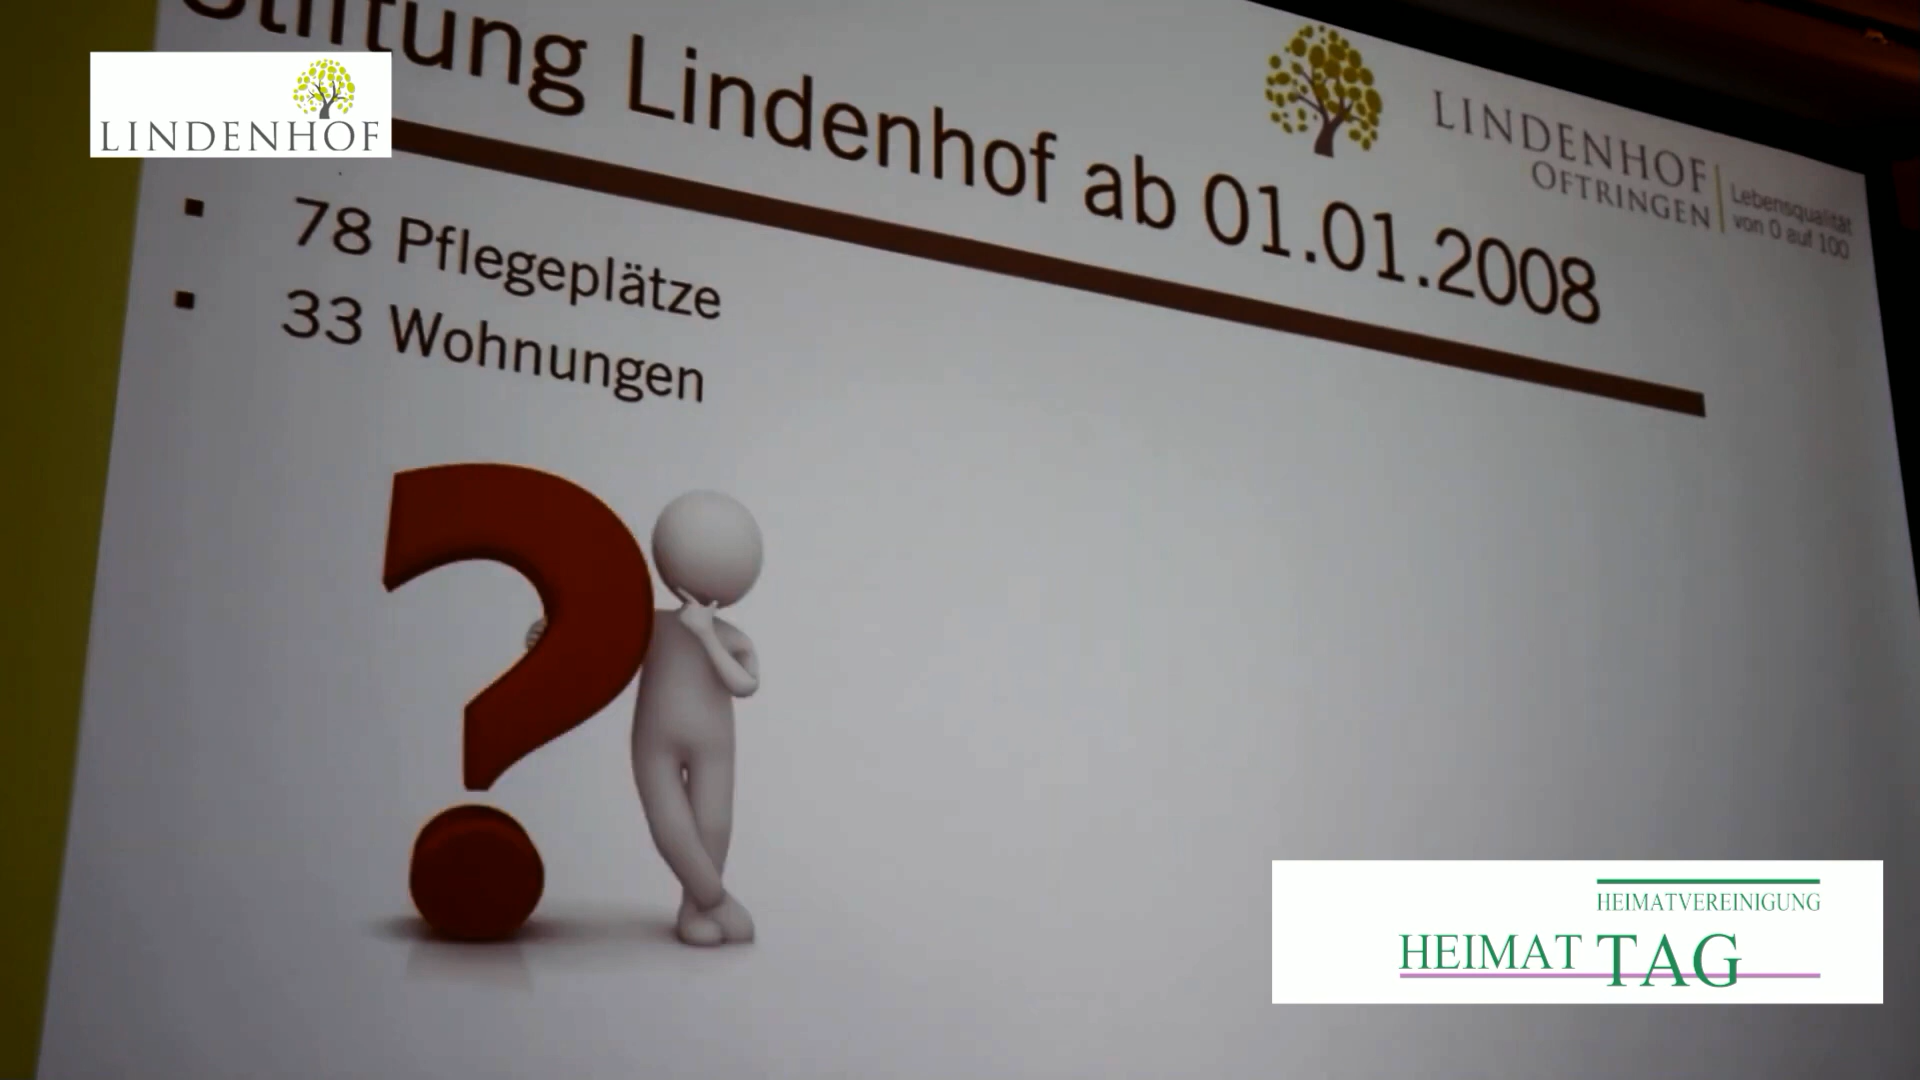 Stiftung Lindenhof ab 01.01.2008
LINDENHOF
LINDENHOF
OFTRINGEN
Lebensqualität
von 0 auf 100
▪ 78 Pflegeplätze
▪ 33 Wohnungen
?
HEIMATVEREINIGUNG
HEIMAT TAG